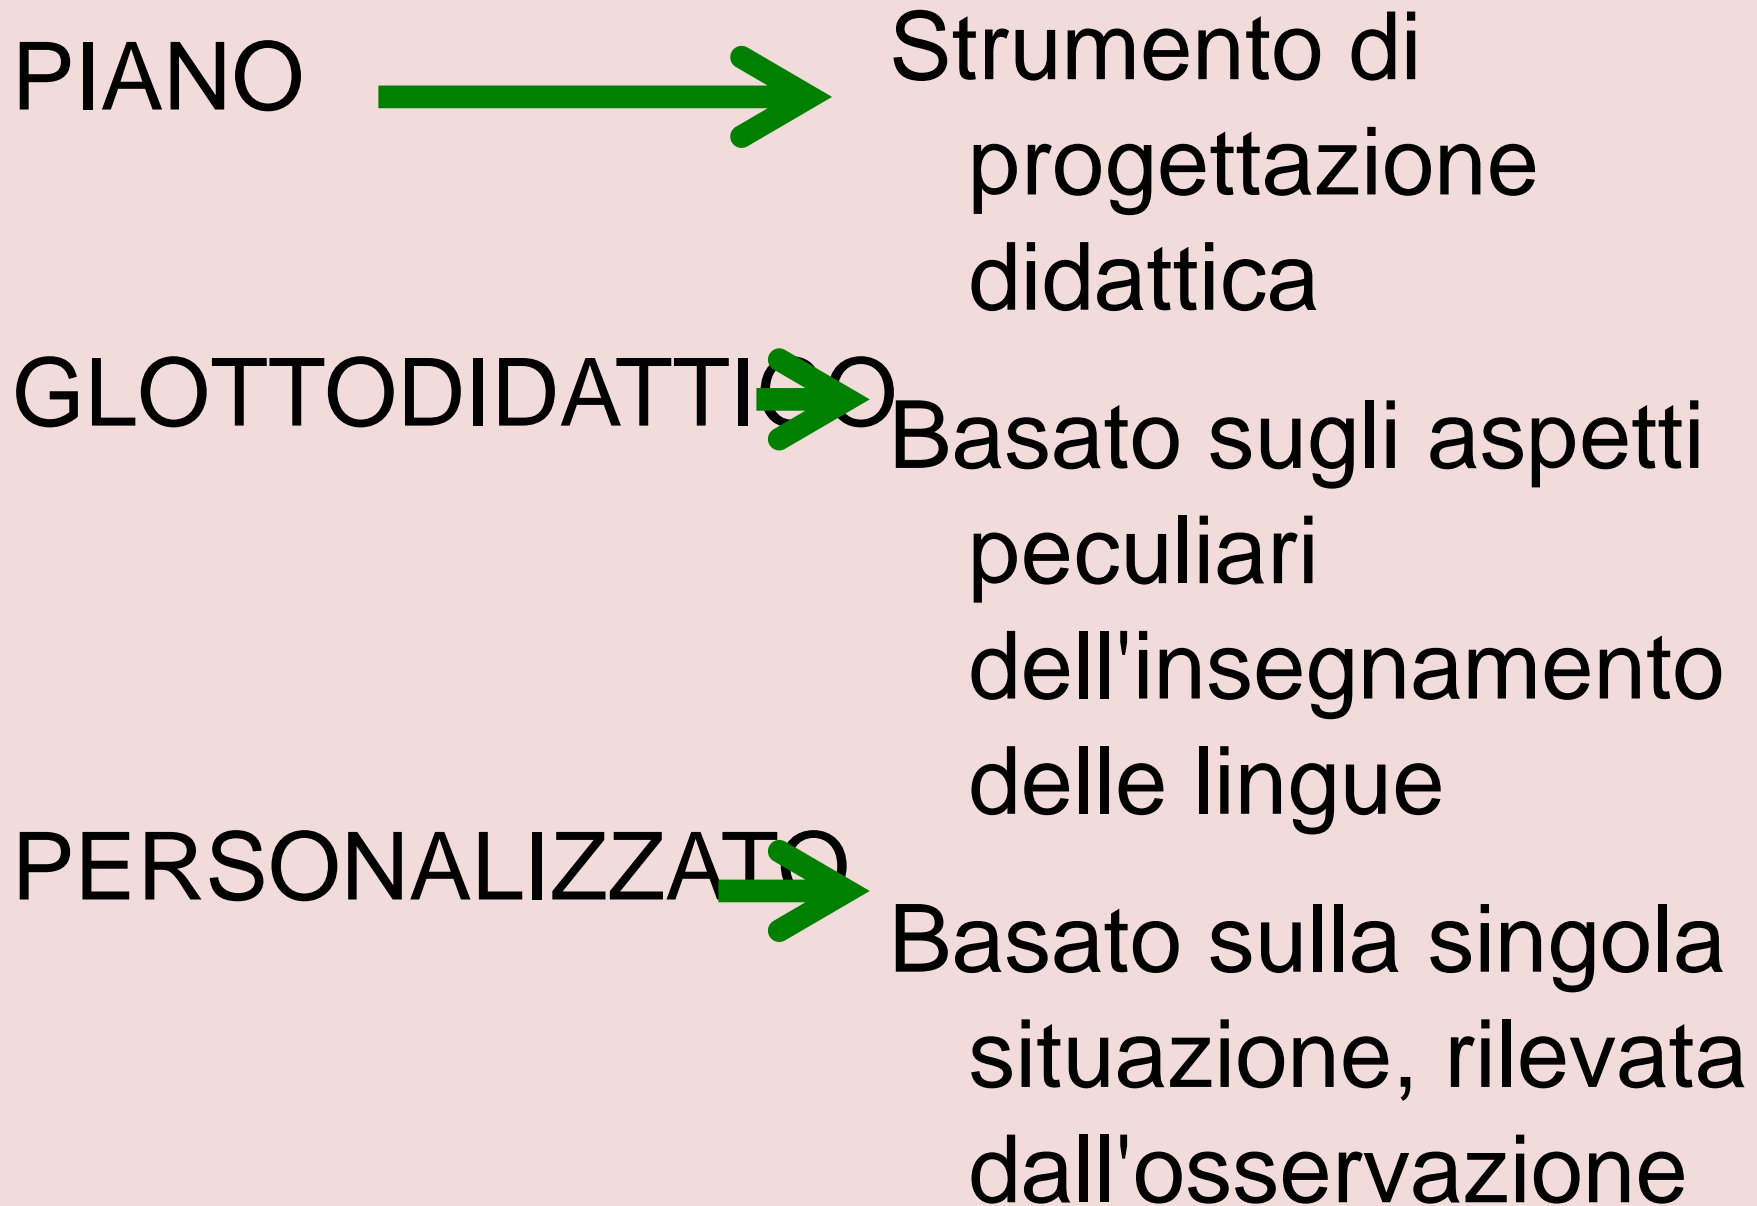 PIANO
Strumento di
progettazione
didattica
GLOTTODIDATTICO
Basato sugli aspetti
peculiari
dell'insegnamento
delle lingue
PERSONALIZZATO
Basato sulla singola
situazione, rilevata
dall'osservazione